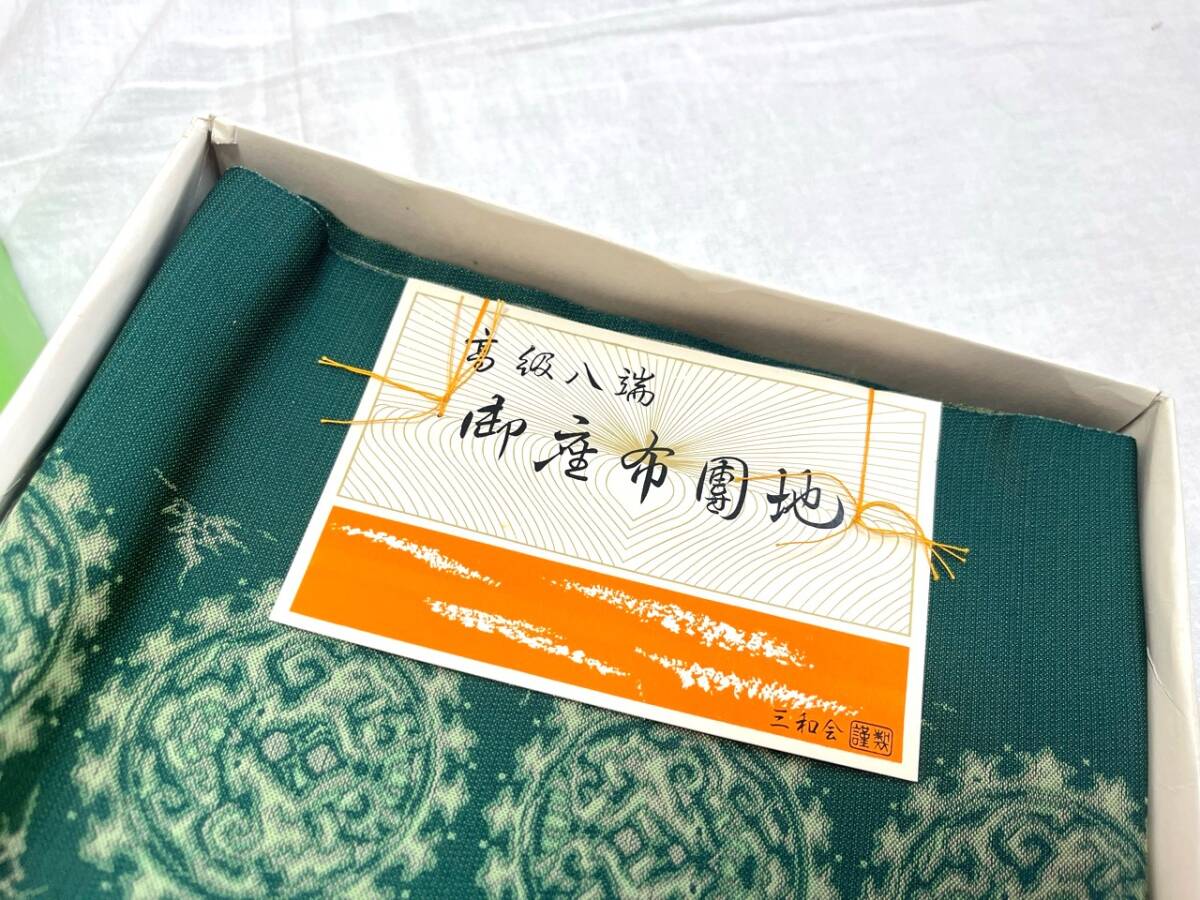 高級八端
御座布團地
三和会 謹製